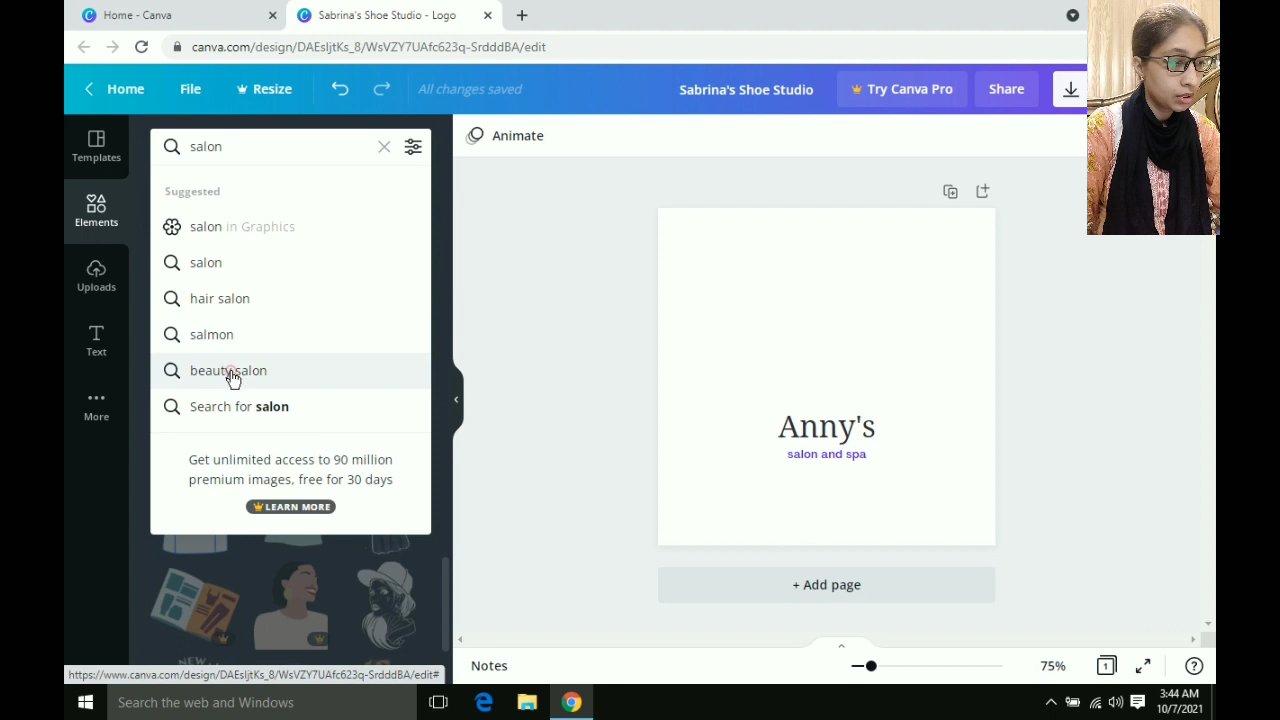 Home - Canva
Sabrina's Shoe Studio - Logo
canva.com/design/DAEsIjtKs_8/WsVZY7UAfc623q-SrdddBA/edit
Home
File
Resize
All changes saved
Sabrina's Shoe Studio
Try Canva Pro
Share
Templates
Elements
Uploads
Text
More
salon
Suggested
salon in Graphics
salon
hair salon
salmon
beauty salon
Search for salon
Get unlimited access to 90 million
premium images, free for 30 days
LEARN MORE
Animate
Anny's
salon and spa
+ Add page
Notes
75%
1
https://www.canva.com/design/DAEsIjtKs_8/WsVZY7UAfc623q-SrdddBA/edit#
Search the web and Windows
3:44 AM
10/7/2021